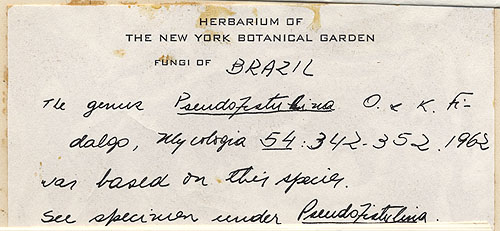 HERBARIUM OF
THE NEW YORK BOTANICAL GARDEN
FUNGI OF BRAZIL
The genus Pseudofistulina O. & K. Fi-
dalgo, Mycologia 54:342-352. 1962
was based on this species.
See specimen under Pseudofistulina.